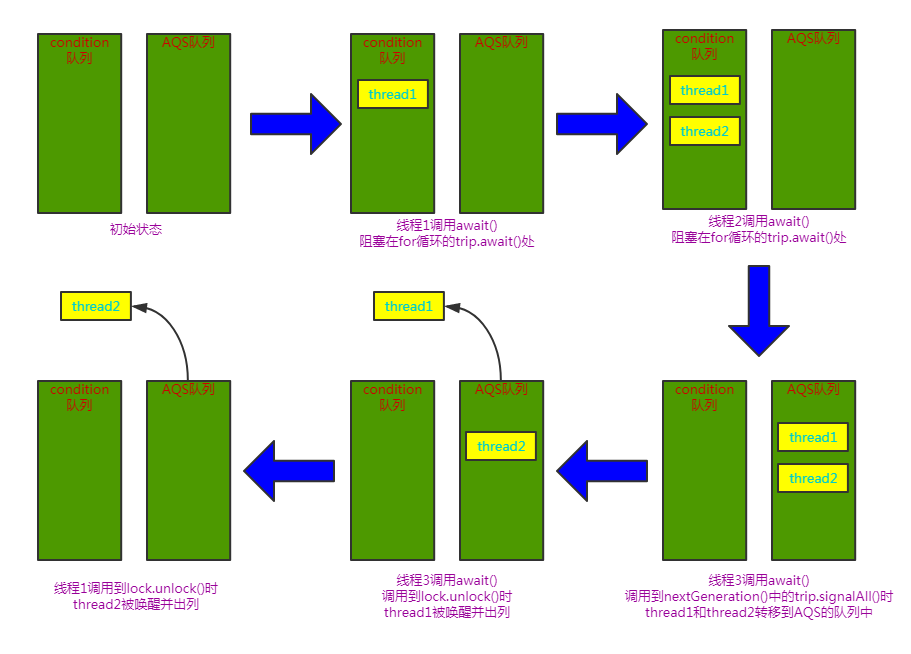 condition
队列
AQS队列
初始状态
condition
队列
AQS队列
thread1
线程1调用await()
阻塞在for循环的trip.await()处
condition
队列
AQS队列
thread1
thread2
线程2调用await()
阻塞在for循环的trip.await()处
condition
队列
AQS队列
thread1
thread2
线程3调用await()
调用到nextGeneration()中的trip.signalAll()时
thread1和thread2转移到AQS的队列中
thread1
condition
队列
AQS队列
thread2
线程3调用await()
调用到lock.unlock()时
thread1被唤醒并出列
thread2
condition
队列
AQS队列
线程1调用到lock.unlock()时
thread2被唤醒并出列